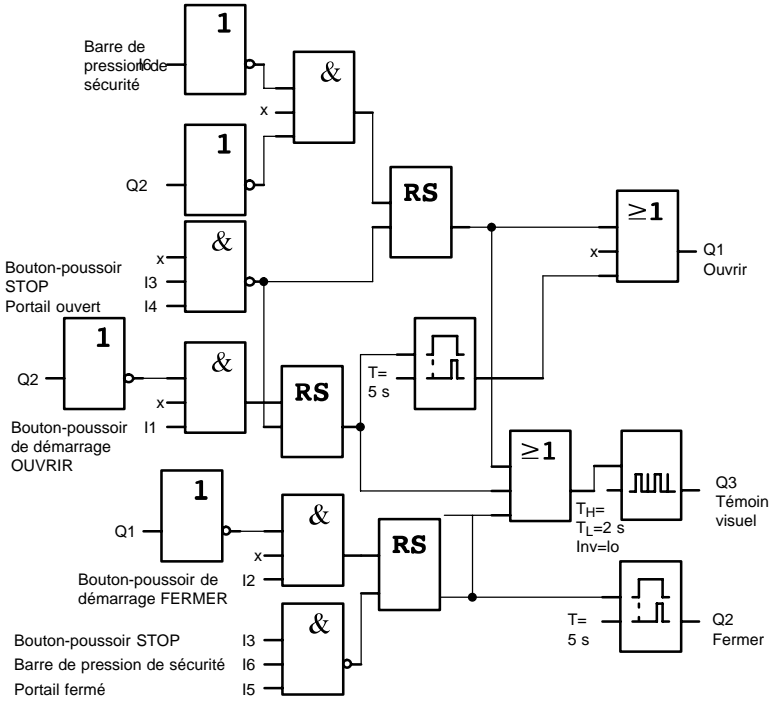 1
Barre de
pression de
sécurité
I6
&
x
1
Q2
RS
≥1
Q1
Ouvrir
x
&
x
I3
I4
Bouton-poussoir
STOP
Portail ouvert
1
Q2
&
x
I1
Bouton-poussoir
de démarrage
OUVRIR
RS
T=
5 s
≥1
Q3
Témoin
visuel
TH=
TL=2 s
Inv=lo
1
Q1
&
x
I2
Bouton-poussoir de
démarrage FERMER
RS
T=
5 s
Q2
Fermer
&
Bouton-poussoir STOP I3
Barre de pression de sécurité I6
Portail fermé I5